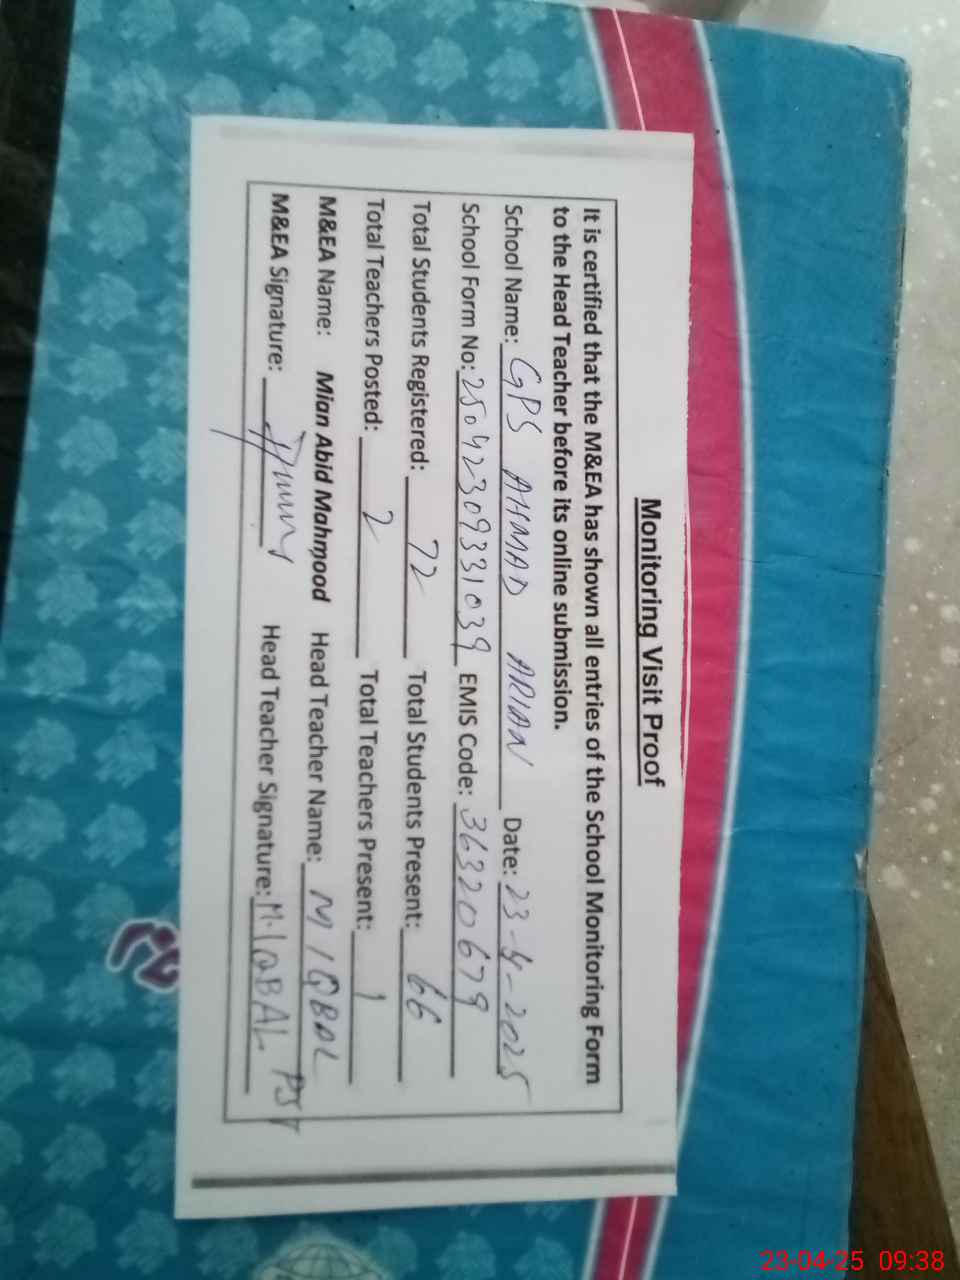 Monitoring Visit Proof
It is certified that the M&EA has shown all entries of the School Monitoring Form
to the Head Teacher before its online submission.
School Name: GPS AHMAD ARIAN Date: 23-4-2025
School Form No: 25042309331039 EMIS Code: 36320679
Total Students Registered: 72 Total Students Present: 66
Total Teachers Posted: 2 Total Teachers Present: 1
M&EA Name: Mian Abid Mahmood Head Teacher Name: M IQBAL PST
M&EA Signature: Head Teacher Signature: M.IQBAL
23-04-25 09:38